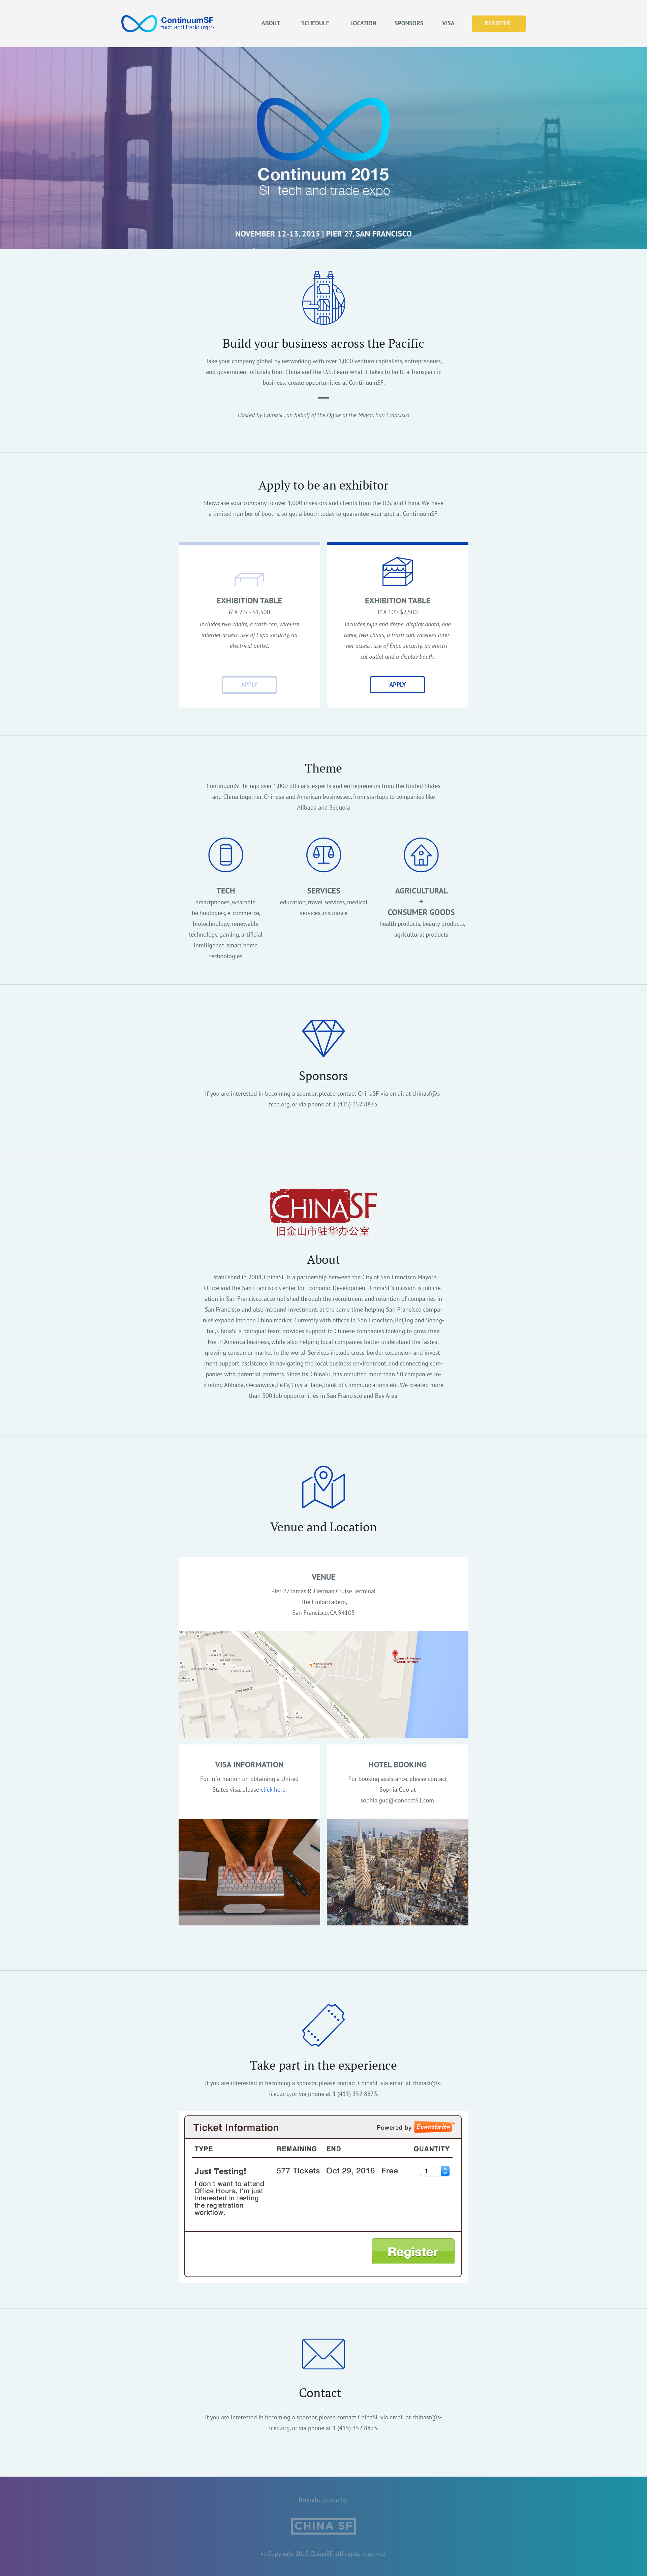 ContinuumSF
tech and trade expo
ABOUT
SCHEDULE
LOCATION
SPONSORS
VISA
REGISTER
Continuum 2015
SF tech and trade expo
NOVEMBER 12-13, 2015 | PIER 27, SAN FRANCISCO
Build your business across the Pacific
Take your company global by networking with over 1,000 venture capitalists, entrepreneurs,
and government officials from China and the U.S. Learn what it takes to build a Transpacific
business; create opportunities at ContinuumSF.
Hosted by ChinaSF, on behalf of the Office of the Mayor, San Francisco
Apply to be an exhibitor
Showcase your company to over 1,000 investors and clients from the U.S. and China. We have
a limited number of booths, so get a booth today to guarantee your spot at ContinuumSF.
EXHIBITION TABLE
6' X 2.5' - $1,500
Includes two chairs, a trash can, wireless
internet access, use of Expo security, an
electrical outlet.
APPLY
EXHIBITION TABLE
8' X 10' - $2,500
Includes pipe and drape, display booth, one
table, two chairs, a trash can, wireless inter-
net access, use of Expo security, an electri-
cal outlet and a display booth.
APPLY
Theme
ContinuumSF brings over 1,000 officials, experts and entrepreneurs from the United States
and China together. Chinese and American businesses, from startups to companies like
Alibaba and Sequoia
TECH
smartphones, wearable
technologies, e-commerce,
biotechnology, renewable
technology, gaming, artificial
intelligence, smart home
technologies
SERVICES
education, travel services, medical
services, insurance
AGRICULTURAL
+
CONSUMER GOODS
health products, beauty products,
agricultural products
Sponsors
If you are interested in becoming a sponsor, please contact ChinaSF via email at chinasf@s-
fced.org, or via phone at 1 (415) 352 8873.
CHINASF
旧金山市驻华办公室
About
Established in 2008, ChinaSF is a partnership between the City of San Francisco Mayor's
Office and the San Francisco Center for Economic Development. ChinaSF's mission is job cre-
ation in San Francisco, accomplished through the recruitment and retention of companies in
San Francisco and also inbound investment, at the same time helping San Francisco compa-
nies expand into the China market. Currently with offices in San Francisco, Beijing and Shang-
hai, ChinaSF's bilingual team provides support to Chinese companies looking to grow their
North America business, while also helping local companies better understand the fastest
growing consumer market in the world. Services include cross-border expansion and invest-
ment support, assistance in navigating the local business environment, and connecting com-
panies with potential partners. Since its, ChinaSF has recruited more than 50 companies in-
cluding Alibaba, Oecanwide, LeTV, Crystal Jade, Bank of Communications etc. We created more
than 300 Job opportunities in San Francisco and Bay Area.
Venue and Location
VENUE
Pier 27 James R. Herman Cruise Terminal
The Embarcadero,
San Francisco, CA 94105
James R. Herman
Cruise Terminal
VISA INFORMATION
For information on obtaining a United
States visa, please click here.
HOTEL BOOKING
For booking assistance, please contact
Sophia Guo at
sophia.guo@connect61.com.
Take part in the experience
If you are interested in becoming a sponsor, please contact ChinaSF via email at chinasf@s-
fced.org, or via phone at 1 (415) 352 8873.
Ticket Information
Powered by Eventbrite
TYPE REMAINING END QUANTITY
Just Testing! 577 Tickets Oct 29, 2016 Free 1
I don't want to attend
Office Hours, I'm just
interested in testing
the registration
workflow.
Register
Contact
If you are interested in becoming a sponsor, please contact ChinaSF via email at chinasf@s-
fced.org, or via phone at 1 (415) 352 8873.
Brought to you by:
CHINA SF
© Copyright 2015 ChinaSF. All rights reserved